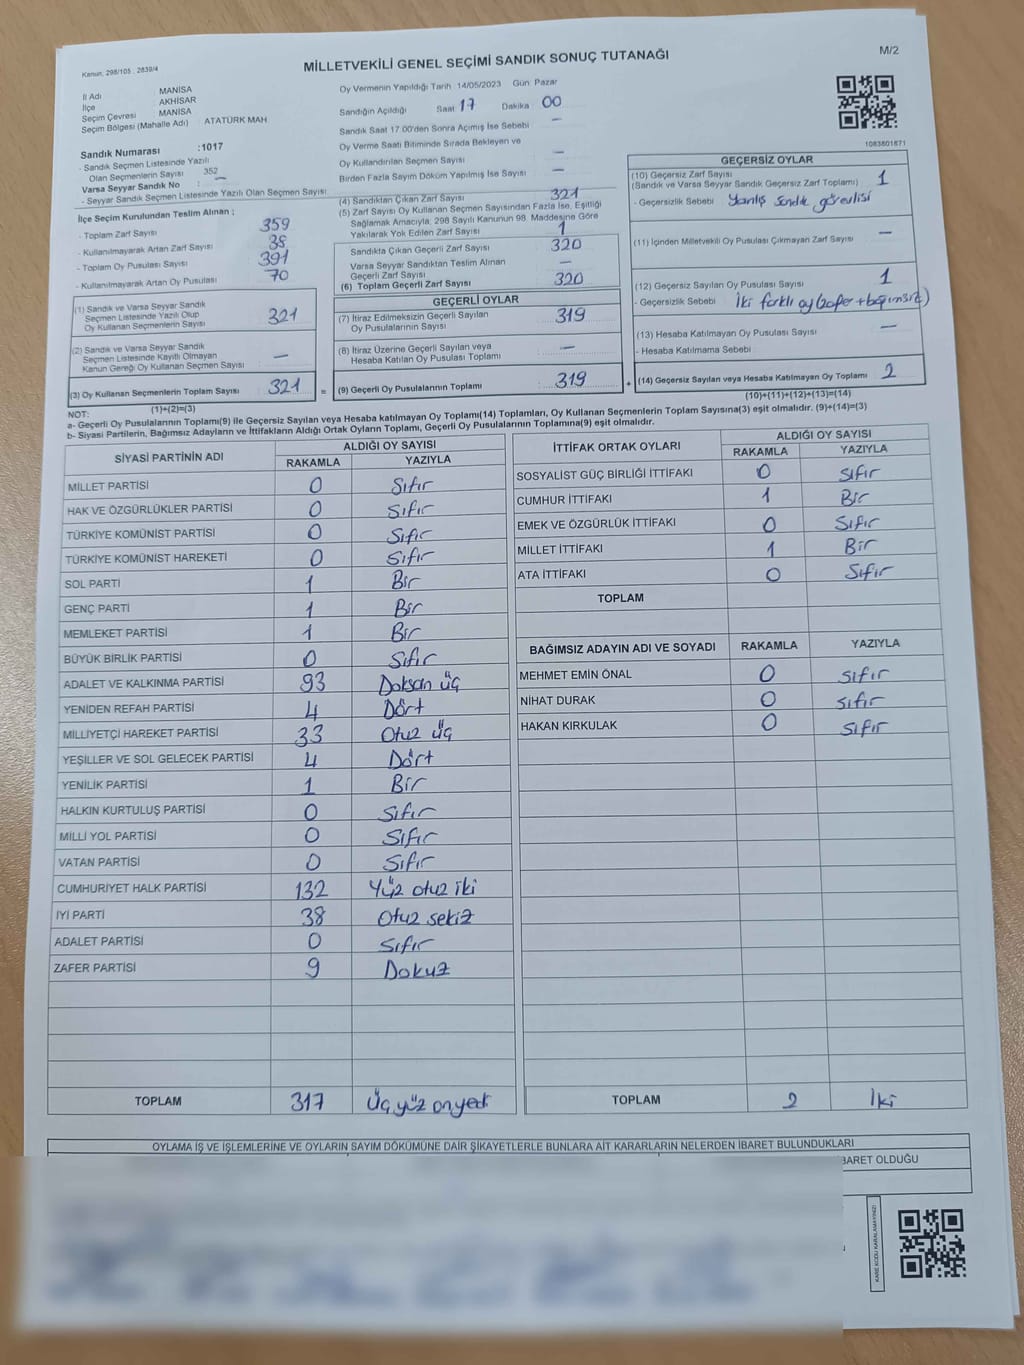 Kanun, 298/105 : 2839/4
MİLLETVEKİLİ GENEL SEÇİMİ SANDIK SONUÇ TUTANAĞI
M/2
İl Adı MANİSA
İlçe AKHİSAR
Seçim Çevresi MANİSA
Seçim Bölgesi (Mahalle Adı) ATATÜRK MAH
Sandık Numarası :1017
- Sandık Seçmen Listesinde Yazılı
Olan Seçmenlerin Sayısı 352
Varsa Seyyar Sandık No : –
- Seyyar Sandık Seçmen Listesinde Yazılı Olan Seçmen Sayısı
İlçe Seçim Kurulundan Teslim Alınan ;
- Toplam Zarf Sayısı 359
- Kullanılmayarak Artan Zarf Sayısı 38
- Toplam Oy Pusulası Sayısı 391
- Kullanılmayarak Artan Oy Pusulası 70
(1) Sandık ve Varsa Seyyar Sandık
Seçmen Listesinde Yazılı Olup
Oy Kullanan Seçmenlerin Sayısı 321
(2) Sandık ve Varsa Seyyar Sandık
Seçmen Listesinde Kayıtlı Olmayan
Kanun Gereği Oy Kullanan Seçmen Sayısı –
(3) Oy Kullanan Seçmenlerin Toplam Sayısı 321 =
(1)+(2)=(3)
Oy Vermenin Yapıldığı Tarih 14/05/2023 Gün Pazar
Sandığın Açıldığı Saat 17 Dakika 00
Sandık Saat 17:00'den Sonra Açımış İse Sebebi –
Oy Verme Saati Bitiminde Sırada Bekleyen ve
Oy Kullandırılan Seçmen Sayısı –
Birden Fazla Sayım Döküm Yapılmış İse Sayısı –
(4) Sandıktan Çıkan Zarf Sayısı 321
(5) Zarf Sayısı Oy Kullanan Seçmen Sayısından Fazla İse, Eşitliği
Sağlamak Amacıyla; 298 Sayılı Kanunun 98. Maddesine Göre
Yakılarak Yok Edilen Zarf Sayısı 1
Sandıkta Çıkan Geçerli Zarf Sayısı 320
Varsa Seyyar Sandıktan Teslim Alınan
Geçerli Zarf Sayısı –
(6) Toplam Geçerli Zarf Sayısı 320
GEÇERLİ OYLAR
(7) İtiraz Edilmeksizin Geçerli Sayılan
Oy Pusulalarının Sayısı 319
(8) İtiraz Üzerine Geçerli Sayılan veya
Hesaba Katılan Oy Pusulası Toplamı –
(9) Geçerli Oy Pusulalarının Toplamı 319 +
1083801671
GEÇERSİZ OYLAR
(10) Geçersiz Zarf Sayısı
(Sandık ve Varsa Seyyar Sandık Geçersiz Zarf Toplamı) 1
- Geçersizlik Sebebi Yanlış sandık görevlisi
(11) İçinden Milletvekili Oy Pusulası Çıkmayan Zarf Sayısı –
(12) Geçersiz Sayılan Oy Pusulası Sayısı 1
- Geçersizlik Sebebi İki farklı oy (zafer + bağımsız)
(13) Hesaba Katılmayan Oy Pusulası Sayısı –
- Hesaba Katılmama Sebebi
(14) Geçersiz Sayılan veya Hesaba Katılmayan Oy Toplamı 2
(10)+(11)+(12)+(13)=(14)
NOT:
a- Geçerli Oy Pusulalarının Toplamı(9) ile Geçersiz Sayılan veya Hesaba katılmayan Oy Toplamı(14) Toplamları, Oy Kullanan Seçmenlerin Toplam Sayısına(3) eşit olmalıdır. (9)+(14)=(3)
b- Siyasi Partilerin, Bağımsız Adayların ve İttifakların Aldığı Ortak Oyların Toplamı, Geçerli Oy Pusulalarının Toplamına(9) eşit olmalıdır.
SİYASİ PARTİNİN ADI ALDIĞI OY SAYISI
RAKAMLA YAZIYLA
MİLLET PARTİSİ 0 Sıfır
HAK VE ÖZGÜRLÜKLER PARTİSİ 0 Sıfır
TÜRKİYE KOMÜNİST PARTİSİ 0 Sıfır
TÜRKİYE KOMÜNİST HAREKETİ 0 Sıfır
SOL PARTİ 1 Bir
GENÇ PARTİ 1 Bir
MEMLEKET PARTİSİ 1 Bir
BÜYÜK BİRLİK PARTİSİ 0 Sıfır
ADALET VE KALKINMA PARTİSİ 93 Doksan üç
YENİDEN REFAH PARTİSİ 4 Dört
MİLLİYETÇİ HAREKET PARTİSİ 33 Otuz üç
YEŞİLLER VE SOL GELECEK PARTİSİ 4 Dört
YENİLİK PARTİSİ 1 Bir
HALKIN KURTULUŞ PARTİSİ 0 Sıfır
MİLLİ YOL PARTİSİ 0 Sıfır
VATAN PARTİSİ 0 Sıfır
CUMHURİYET HALK PARTİSİ 132 Yüz otuz iki
İYİ PARTİ 38 Otuz sekiz
ADALET PARTİSİ 0 Sıfır
ZAFER PARTİSİ 9 Dokuz
TOPLAM 317 Üç yüz on yedi
İTTİFAK ORTAK OYLARI ALDIĞI OY SAYISI
RAKAMLA YAZIYLA
SOSYALİST GÜÇ BİRLİĞİ İTTİFAKI 0 Sıfır
CUMHUR İTTİFAKI 1 Bir
EMEK VE ÖZGÜRLÜK İTTİFAKI 0 Sıfır
MİLLET İTTİFAKI 1 Bir
ATA İTTİFAKI 0 Sıfır
TOPLAM
BAĞIMSIZ ADAYIN ADI VE SOYADI RAKAMLA YAZIYLA
MEHMET EMİN ÖNAL 0 Sıfır
NİHAT DURAK 0 Sıfır
HAKAN KIRKULAK 0 Sıfır
TOPLAM 2 İki
OYLAMA İŞ VE İŞLEMLERİNE VE OYLARIN SAYIM DÖKÜMÜNE DAİR ŞİKAYETLERLE BUNLARA AİT KARARLARIN NELERDEN İBARET BULUNDUKLARI
BARET OLDUĞU
KARE KODU KARALAMAYINIZ!